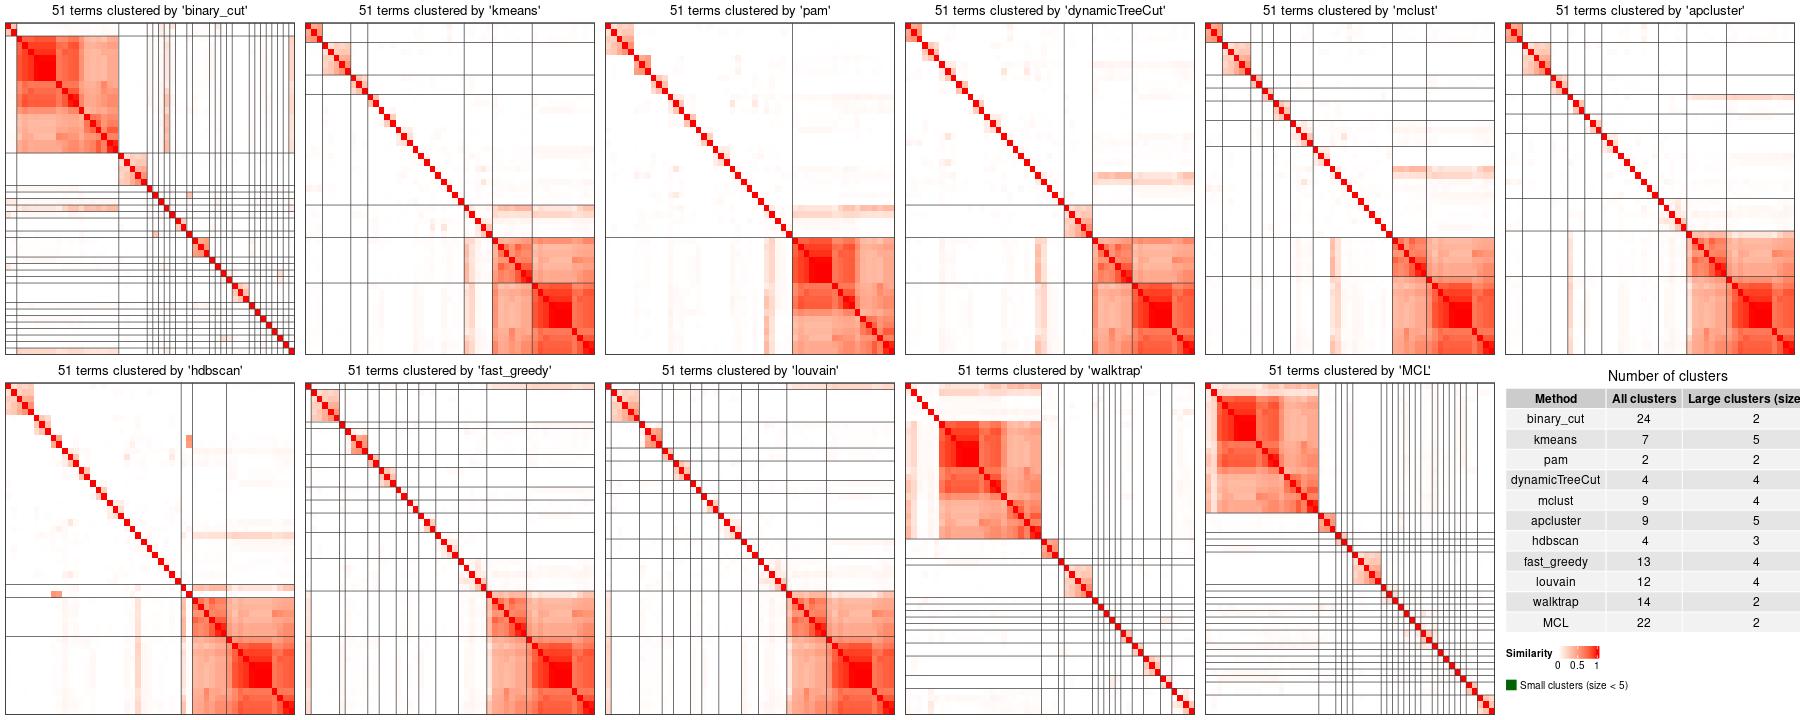 51 terms clustered by 'binary_cut'
51 terms clustered by 'kmeans'
51 terms clustered by 'pam'
51 terms clustered by 'dynamicTreeCut'
51 terms clustered by 'mclust'
51 terms clustered by 'apcluster'
51 terms clustered by 'hdbscan'
51 terms clustered by 'fast_greedy'
51 terms clustered by 'louvain'
51 terms clustered by 'walktrap'
51 terms clustered by 'MCL'
Number of clusters
Method All clusters Large clusters (size
binary_cut 24 2
kmeans 7 5
pam 2 2
dynamicTreeCut 4 4
mclust 9 4
apcluster 9 5
hdbscan 4 3
fast_greedy 13 4
louvain 12 4
walktrap 14 2
MCL 22 2
Similarity
0 0.5 1
Small clusters (size < 5)